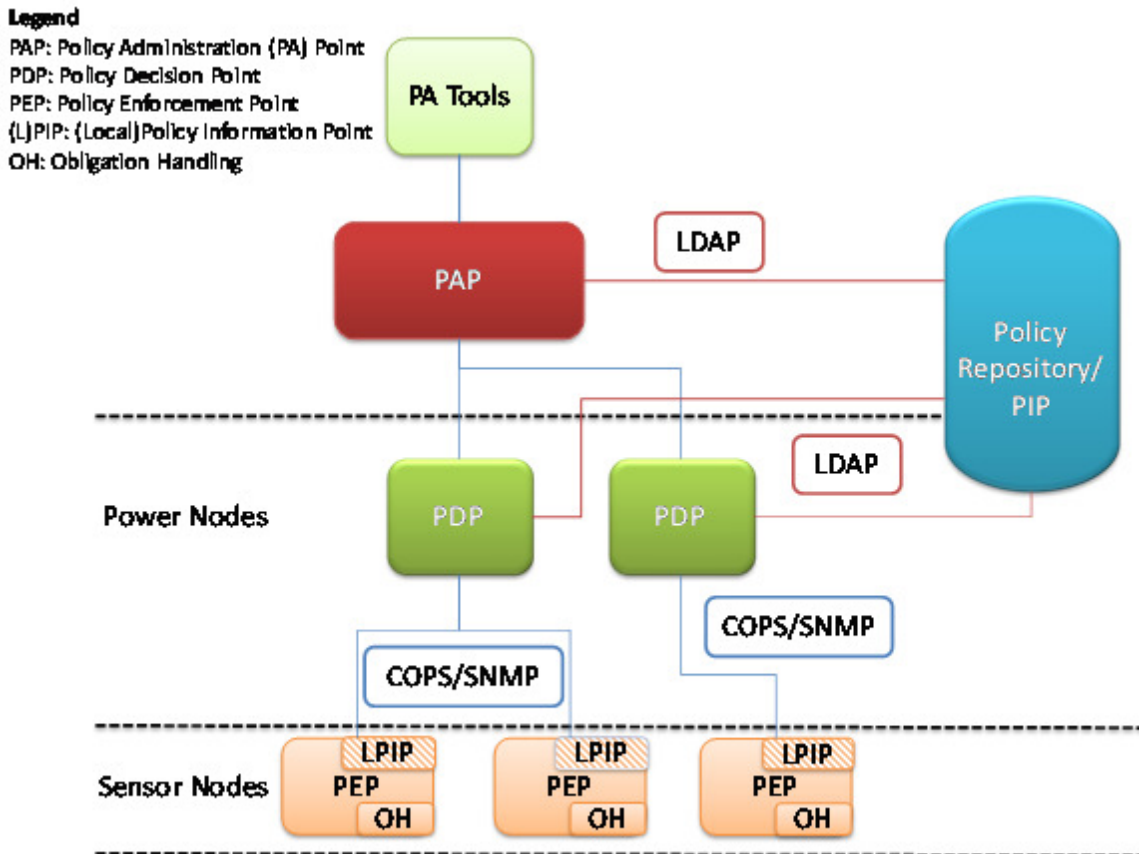 Legend
PAP: Policy Administration (PA) Point
PDP: Policy Decision Point
PEP: Policy Enforcement Point
(L)PIP: (Local)Policy Information Point
OH: Obligation Handling
PA Tools
LDAP
PAP
Policy
Repository/
PIP
LDAP
Power Nodes
PDP
PDP
COPS/SNMP
COPS/SNMP
Sensor Nodes
LPIP
PEP
OH
LPIP
PEP
OH
LPIP
PEP
OH